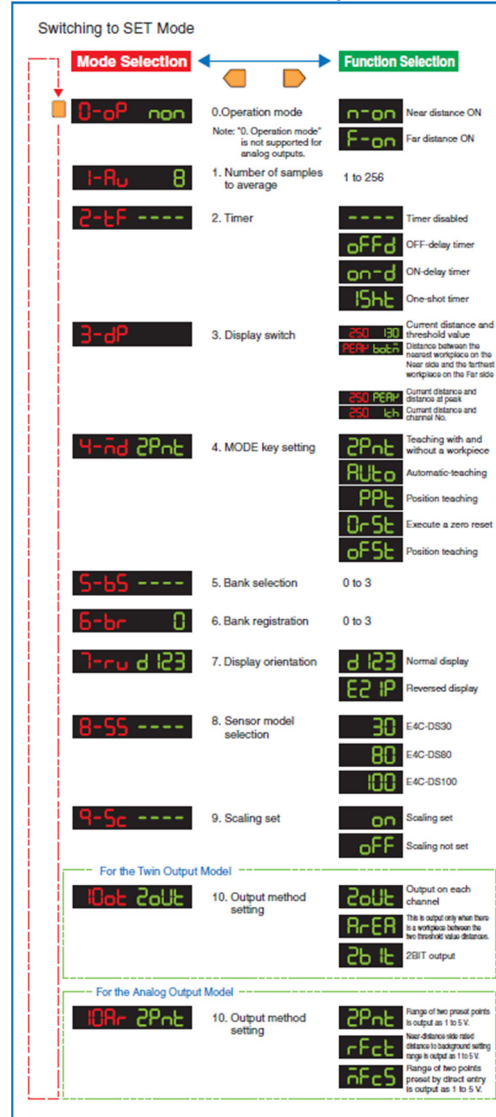 Switching to SET Mode
Mode Selection
Function Selection
0-oP non
0.Operation mode
Note: "0. Operation mode"
is not supported for
analog outputs.
n-on Near distance ON
F-on Far distance ON
1-Au 8
1. Number of samples
to average
1 to 256
2-tF ----
2. Timer
---- Timer disabled
oFFd OFF-delay timer
on-d ON-delay timer
1Sht One-shot timer
3-dP
3. Display switch
250 130 Current distance and
threshold value
PEAK botm Distance between the
nearest workpiece on the
Near side and the farthest
workpiece on the Far side
250 PEAK Current distance and
distance at peak
250 1ch Current distance and
channel No.
4-md 2Pnt
4. MODE key setting
2Pnt Teaching with and
without a workpiece
AUto Automatic-teaching
PPt Position teaching
0rSt Execute a zero reset
oFSt Position teaching
5-bS ----
5. Bank selection
0 to 3
6-br 0
6. Bank registration
0 to 3
7-ru d123
7. Display orientation
d123 Normal display
E21P Reversed display
8-SS ----
8. Sensor model
selection
30 E4C-DS30
80 E4C-DS80
100 E4C-DS100
9-Sc ----
9. Scaling set
on Scaling set
oFF Scaling not set
For the Twin Output Model
10ot 2oUt
10. Output method
setting
2oUt Output on each
channel
ArEA This is output only when there
is a workpiece between the
two threshold value distances.
2b1t 2BIT output
For the Analog Output Model
10Ar 2Pnt
10. Output method
setting
2Pnt Range of two preset points
is output as 1 to 5 V.
rFct Near-distance side rated
distance to background setting
range is output as 1 to 5 V.
mFcS Range of two points
preset by direct entry
is output as 1 to 5 V.